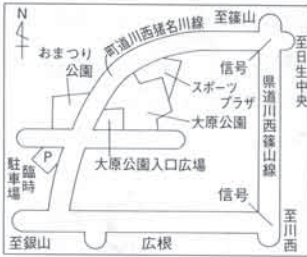 N
至篠山
町道川西猪名川線
おまつり
公園
信号
至日生中央
スポーツ
プラザ
大原公園
県道川西篠山線
P
臨時
駐車場
大原公園入口広場
信号
至銀山
広根
至川西